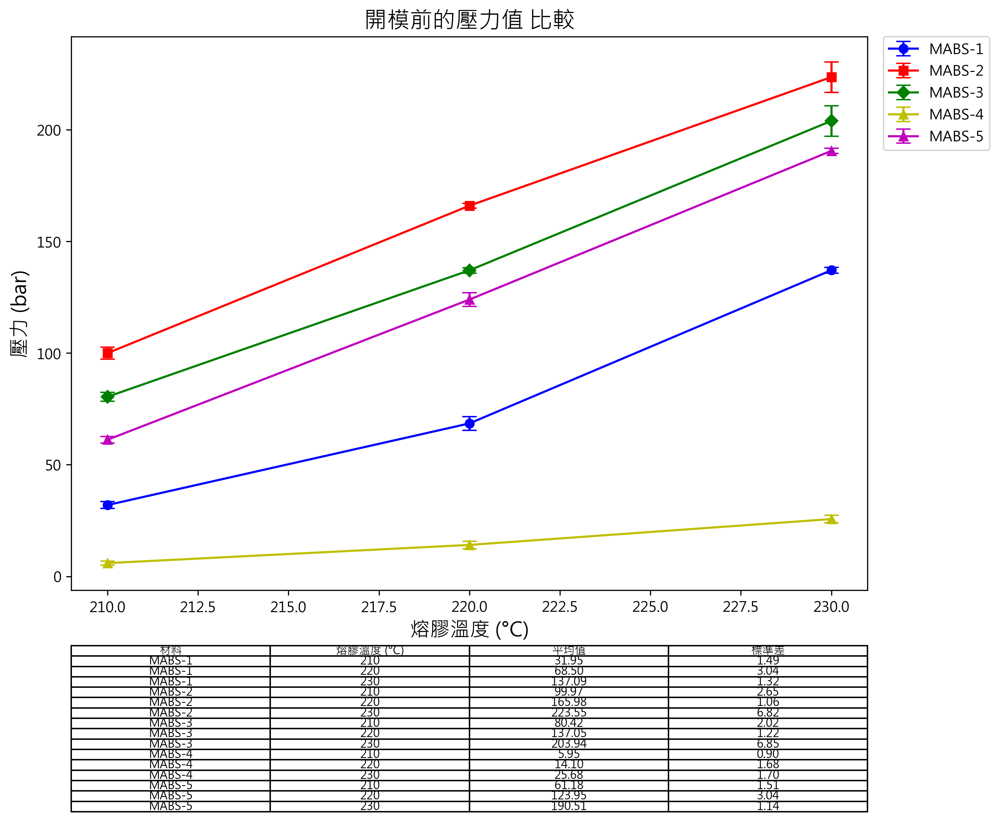 開模前的壓力值 比較
MABS-1
MABS-2
MABS-3
MABS-4
MABS-5
壓力 (bar)
200
150
100
50
0
210.0 212.5 215.0 217.5 220.0 222.5 225.0 227.5 230.0
熔膠溫度 (°C)
材料 熔膠溫度 (°C) 平均值 標準差
MABS-1 210 31.95 1.49
MABS-1 220 68.50 3.04
MABS-1 230 137.09 1.32
MABS-2 210 99.97 2.65
MABS-2 220 165.98 1.06
MABS-2 230 223.55 6.82
MABS-3 210 80.42 2.02
MABS-3 220 137.05 1.22
MABS-3 230 203.94 6.85
MABS-4 210 5.95 0.90
MABS-4 220 14.10 1.68
MABS-4 230 25.68 1.70
MABS-5 210 61.18 1.51
MABS-5 220 123.95 3.04
MABS-5 230 190.51 1.14